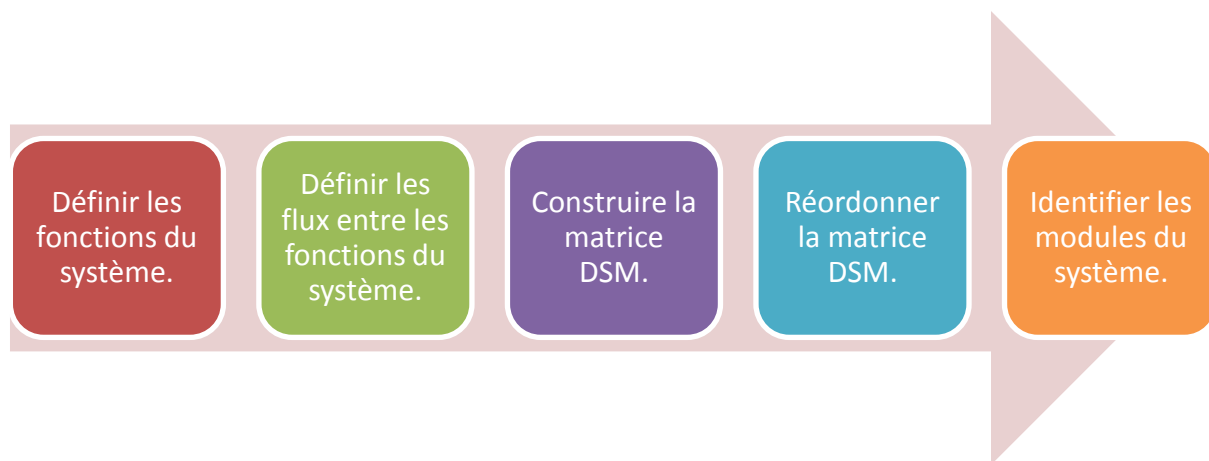 Définir les
fonctions du
système.
Définir les
flux entre les
fonctions du
système.
Construire la
matrice
DSM.
Réordonner
la matrice
DSM.
Identifier les
modules du
système.